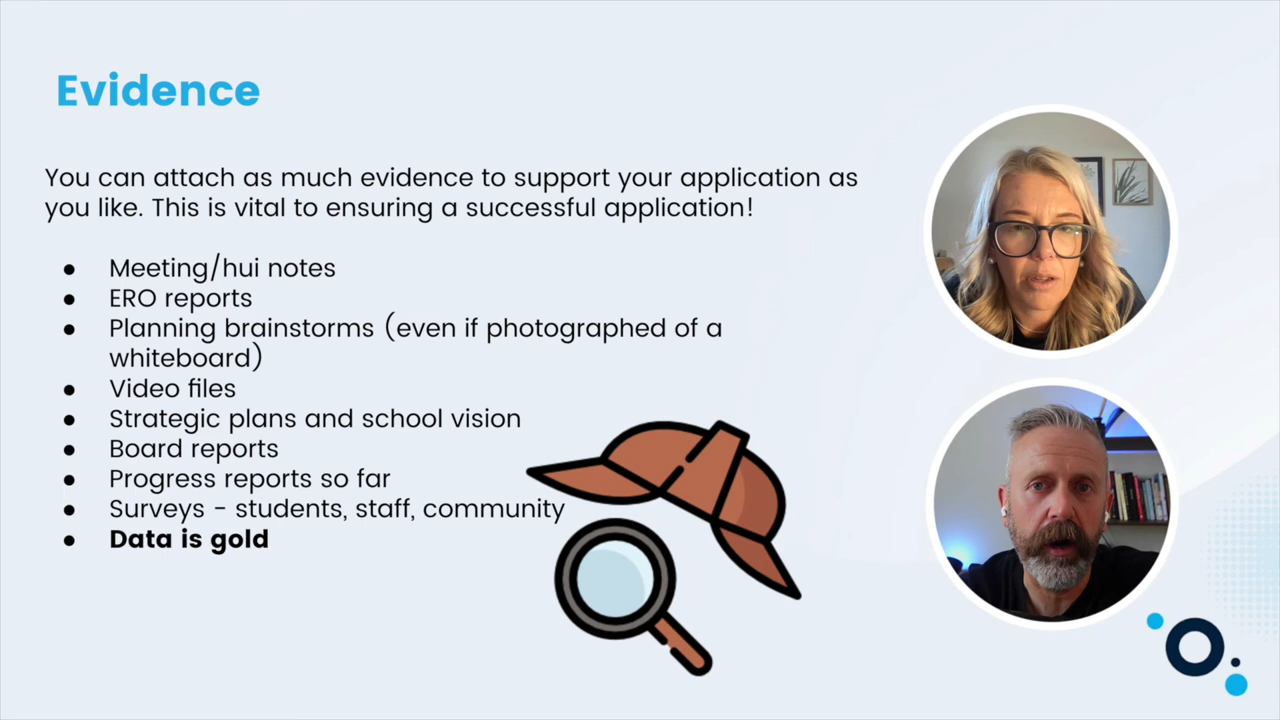 Evidence
You can attach as much evidence to support your application as
you like. This is vital to ensuring a successful application!
● Meeting/hui notes
● ERO reports
● Planning brainstorms (even if photographed of a
whiteboard)
● Video files
● Strategic plans and school vision
● Board reports
● Progress reports so far
● Surveys - students, staff, community
● Data is gold